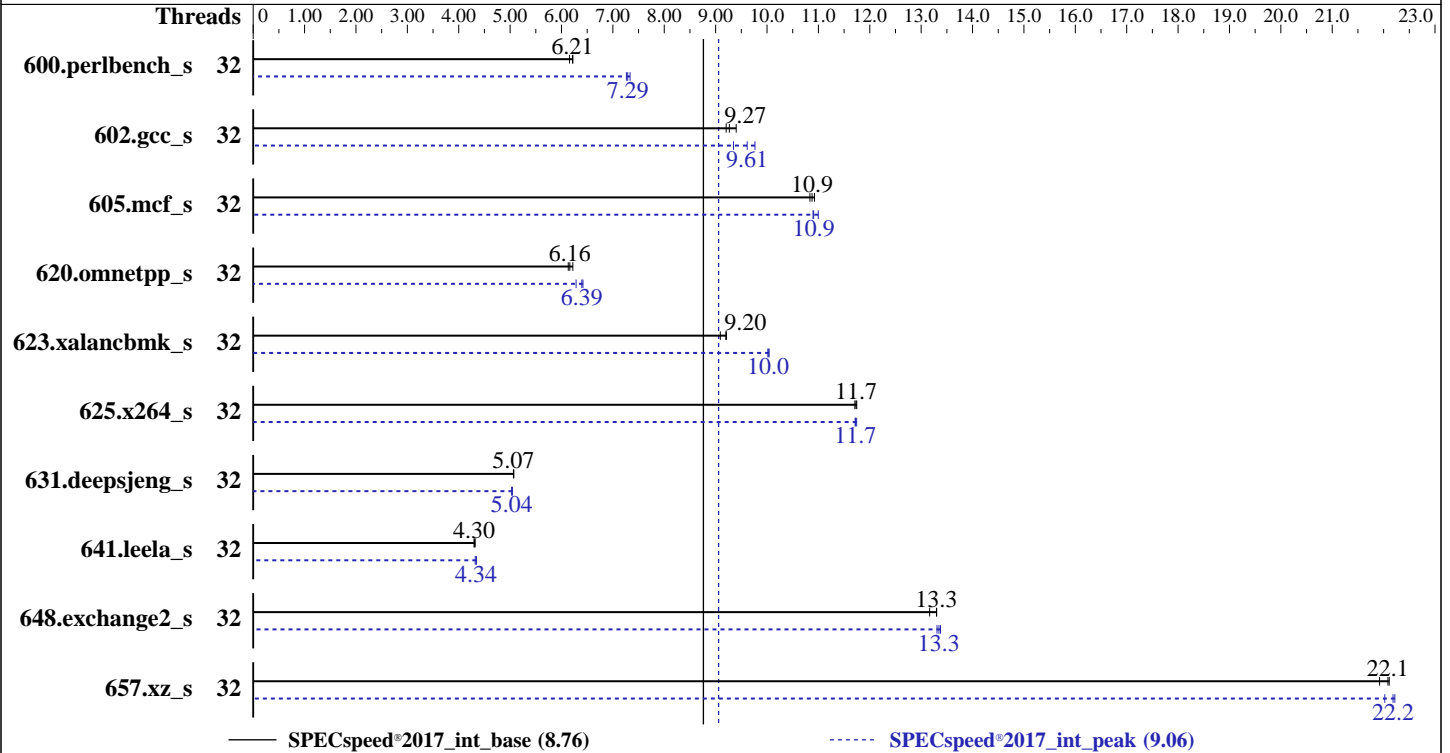 Threads 0 1.00 2.00 3.00 4.00 5.00 6.00 7.00 8.00 9.00 10.0 11.0 12.0 13.0 14.0 15.0 16.0 17.0 18.0 19.0 20.0 21.0 23.0
6.21
600.perlbench_s 32
7.29
9.27
602.gcc_s 32
9.61
10.9
605.mcf_s 32
10.9
6.16
620.omnetpp_s 32
6.39
9.20
623.xalancbmk_s 32
10.0
11.7
625.x264_s 32
11.7
5.07
631.deepsjeng_s 32
5.04
4.30
641.leela_s 32
4.34
13.3
648.exchange2_s 32
13.3
22.1
657.xz_s 32
22.2
SPECspeed®2017_int_base (8.76) SPECspeed®2017_int_peak (9.06)